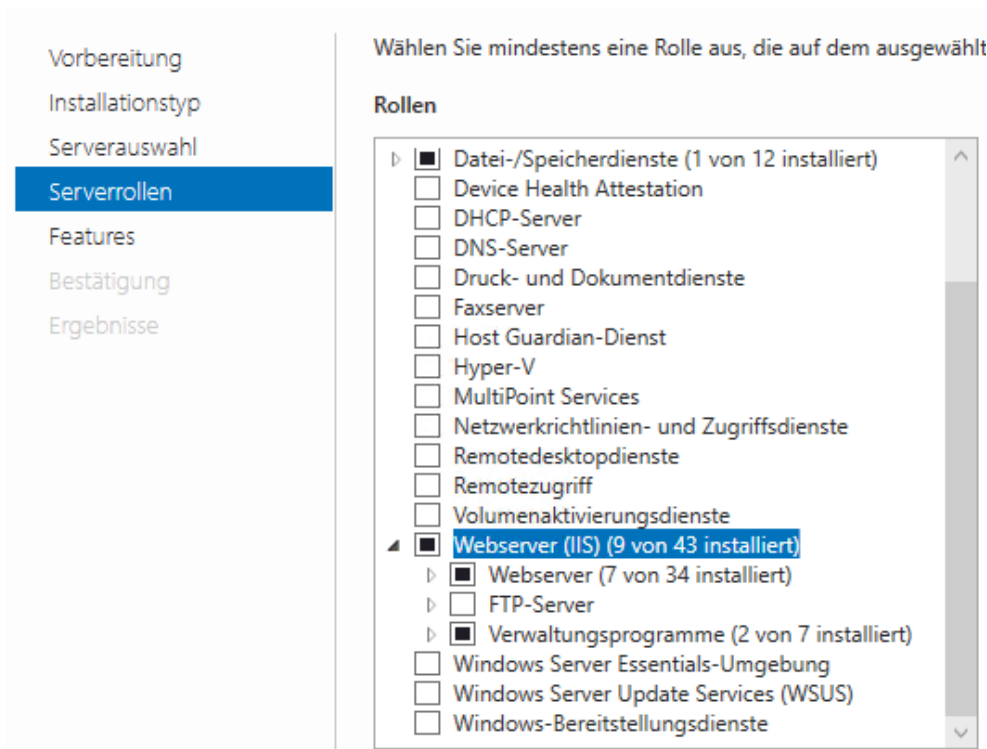 Vorbereitung
Installationstyp
Serverauswahl
Serverrollen
Features
Bestätigung
Ergebnisse
Wählen Sie mindestens eine Rolle aus, die auf dem ausgewählt
Rollen
Datei-/Speicherdienste (1 von 12 installiert)
Device Health Attestation
DHCP-Server
DNS-Server
Druck- und Dokumentdienste
Faxserver
Host Guardian-Dienst
Hyper-V
MultiPoint Services
Netzwerkrichtlinien- und Zugriffsdienste
Remotedesktopdienste
Remotezugriff
Volumenaktivierungsdienste
Webserver (IIS) (9 von 43 installiert)
Webserver (7 von 34 installiert)
FTP-Server
Verwaltungsprogramme (2 von 7 installiert)
Windows Server Essentials-Umgebung
Windows Server Update Services (WSUS)
Windows-Bereitstellungsdienste